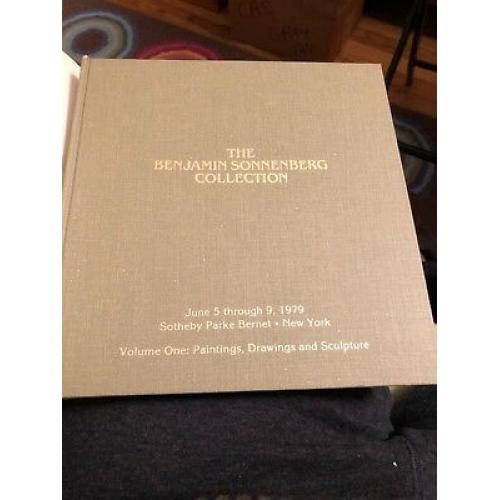 THE
BENJAMIN SONNENBERG
COLLECTION
June 5 through 9, 1979
Sotheby Parke Bernet • New York
Volume One: Paintings, Drawings and Sculpture